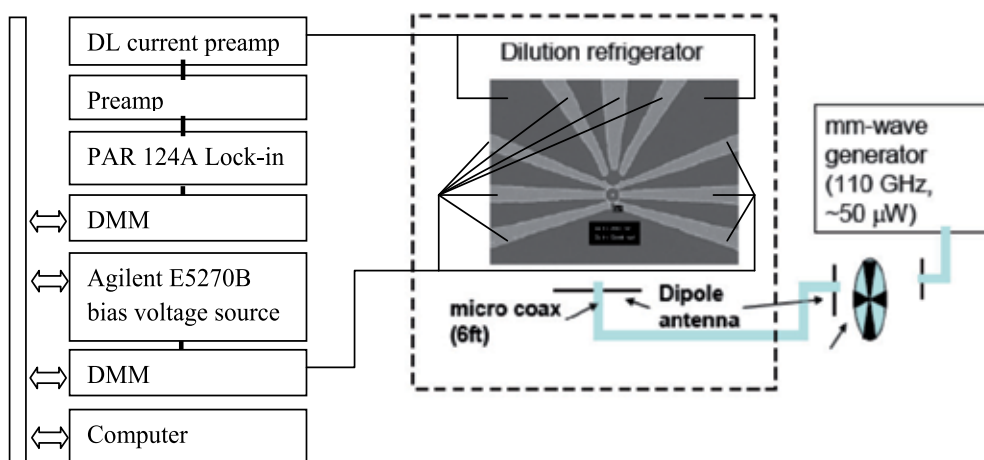 DL current preamp
Preamp
PAR 124A Lock-in
DMM
Agilent E5270B
bias voltage source
DMM
Computer
Dilution refrigerator
micro coax
(6ft)
Dipole
antenna
mm-wave
generator
(110 GHz,
~50 µW)